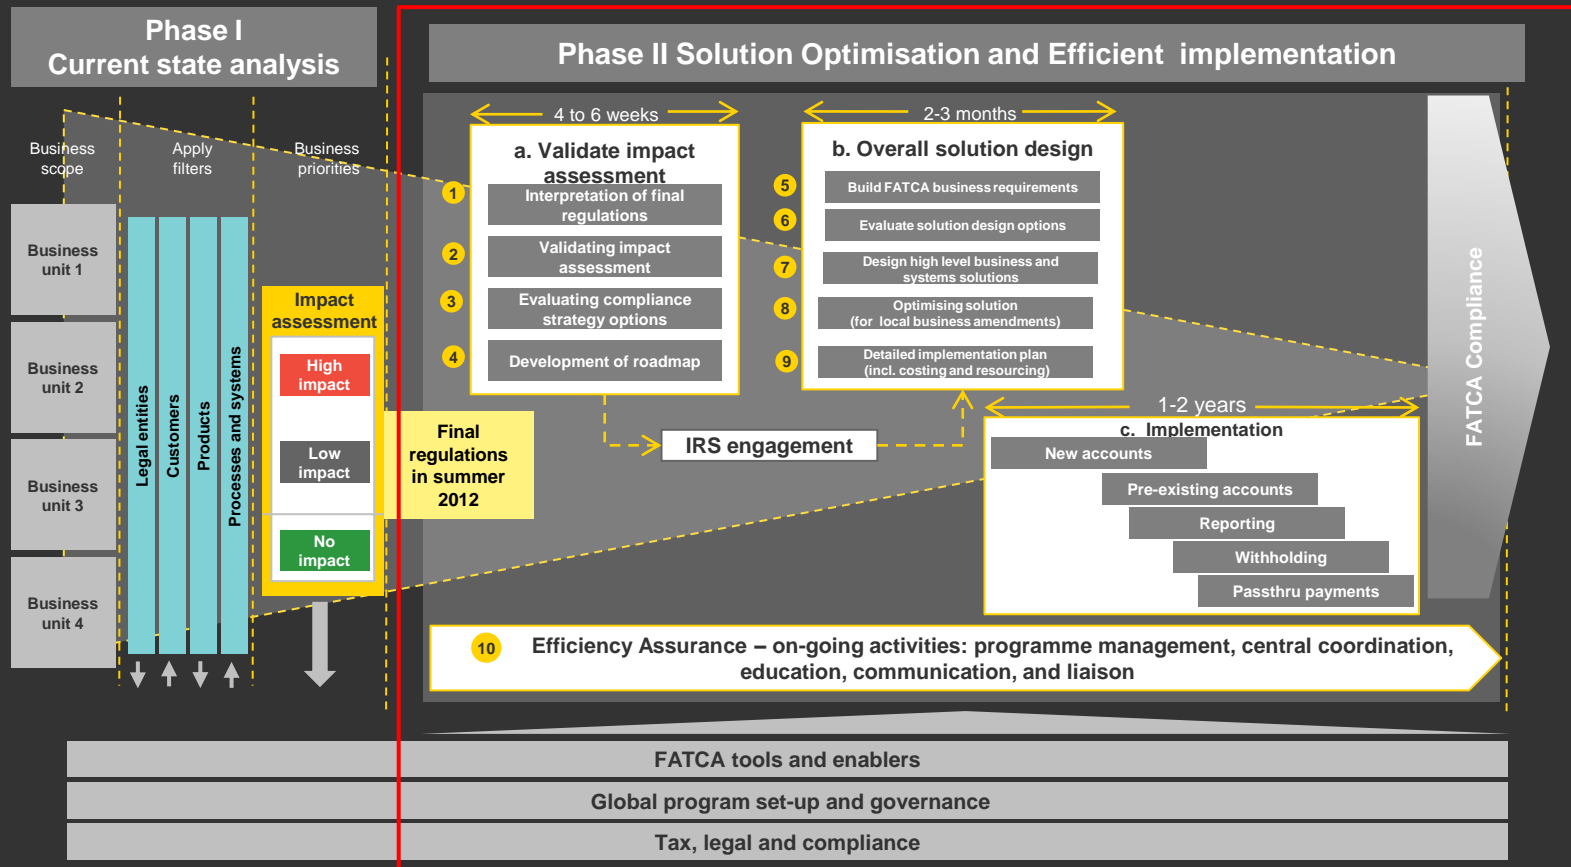 Phase I
Current state analysis
Phase II Solution Optimisation and Efficient implementation
Business
scope
Apply
filters
Business
priorities
Business
unit 1
Business
unit 2
Business
unit 3
Business
unit 4
Legal entities
Customers
Products
Processes and systems
Impact
assessment
High
impact
Low
impact
No
impact
Final
regulations
in summer
2012
4 to 6 weeks
a. Validate impact
assessment
1
Interpretation of final
regulations
2
Validating impact
assessment
3
Evaluating compliance
strategy options
4
Development of roadmap
IRS engagement
2-3 months
b. Overall solution design
5
Build FATCA business requirements
6
Evaluate solution design options
7
Design high level business and
systems solutions
8
Optimising solution
(for local business amendments)
9
Detailed implementation plan
(incl. costing and resourcing)
1-2 years
c. Implementation
New accounts
Pre-existing accounts
Reporting
Withholding
Passthru payments
FATCA Compliance
10
Efficiency Assurance – on-going activities: programme management, central coordination,
education, communication, and liaison
FATCA tools and enablers
Global program set-up and governance
Tax, legal and compliance